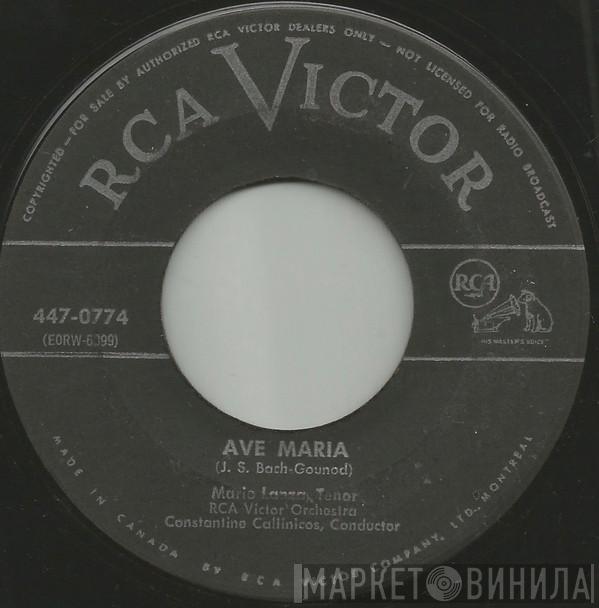 COPYRIGHTED — FOR SALE BY AUTHORIZED RCA VICTOR DEALERS ONLY — NOT LICENSED FOR RADIO BROADCAST
RCA VICTOR
RCA
447-0774
(E0RW-8399)
"HIS MASTER'S VOICE"
AVE MARIA
(J. S. Bach-Gounod)
Mario Lanza, Tenor
RCA Victor Orchestra
Constantine Callinicos, Conductor
MADE IN CANADA BY RCA VICTOR COMPANY, LTD., MONTREAL
МАРКЕТ ВИНИЛА